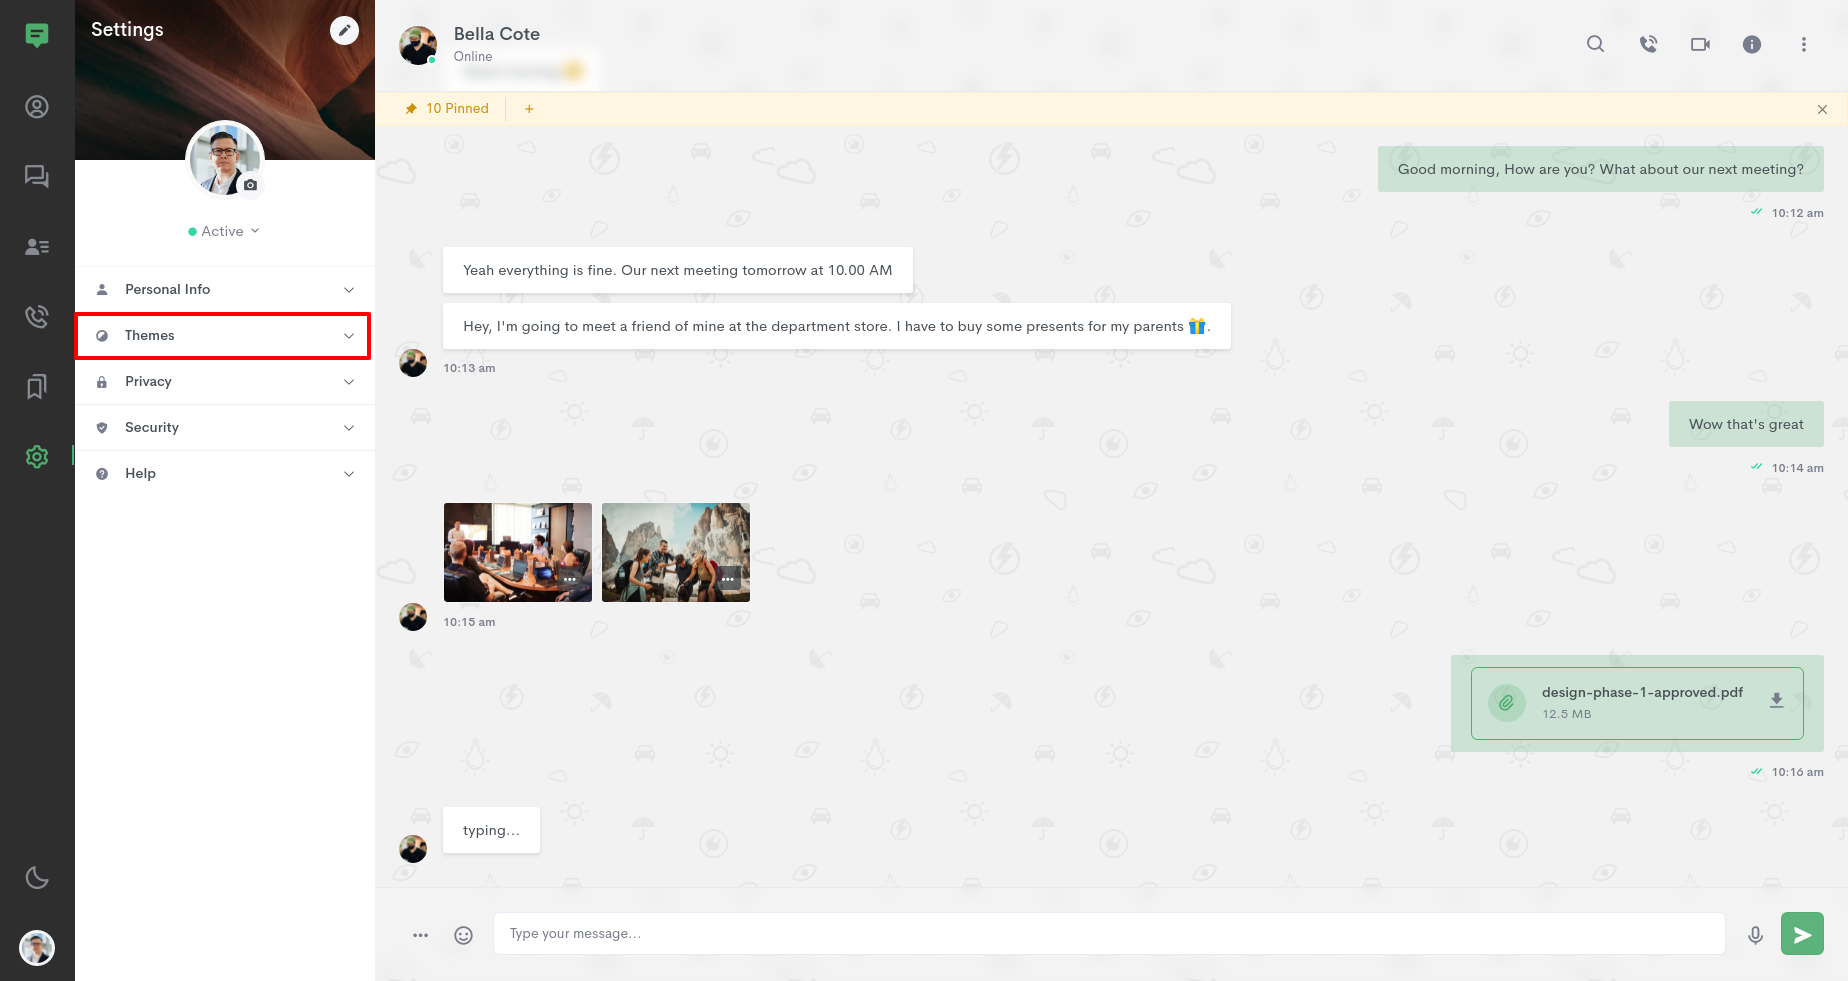 Settings
Active
Personal Info
Themes
Privacy
Security
Help
Bella Cote
Online
10 Pinned
+
Good morning, How are you? What about our next meeting?
10:12 am
Yeah everything is fine. Our next meeting tomorrow at 10.00 AM
Hey, I'm going to meet a friend of mine at the department store. I have to buy some presents for my parents 🎁.
10:13 am
Wow that's great
10:14 am
10:15 am
design-phase-1-approved.pdf
12.5 MB
10:16 am
typing...
Type your message...